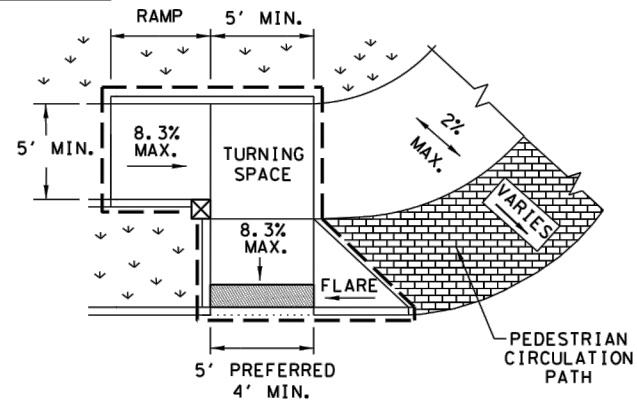 RAMP
5' MIN.
5' MIN.
8.3%
MAX.
TURNING
SPACE
2%
MAX.
VARIES
8.3%
MAX.
FLARE
PEDESTRIAN
CIRCULATION
PATH
5' PREFERRED
4' MIN.